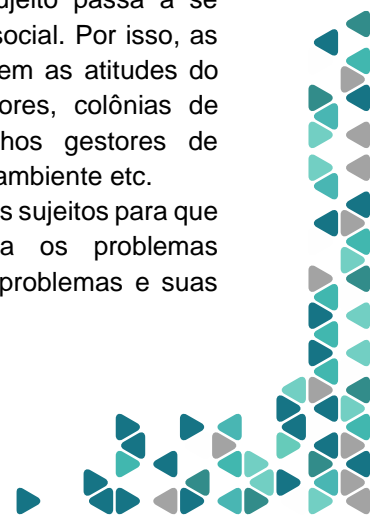 sujeito passa a se
social. Por isso, as
em as atitudes do
ores, colônias de
hos gestores de
ambiente etc.
s sujeitos para que
a os problemas
problemas e suas